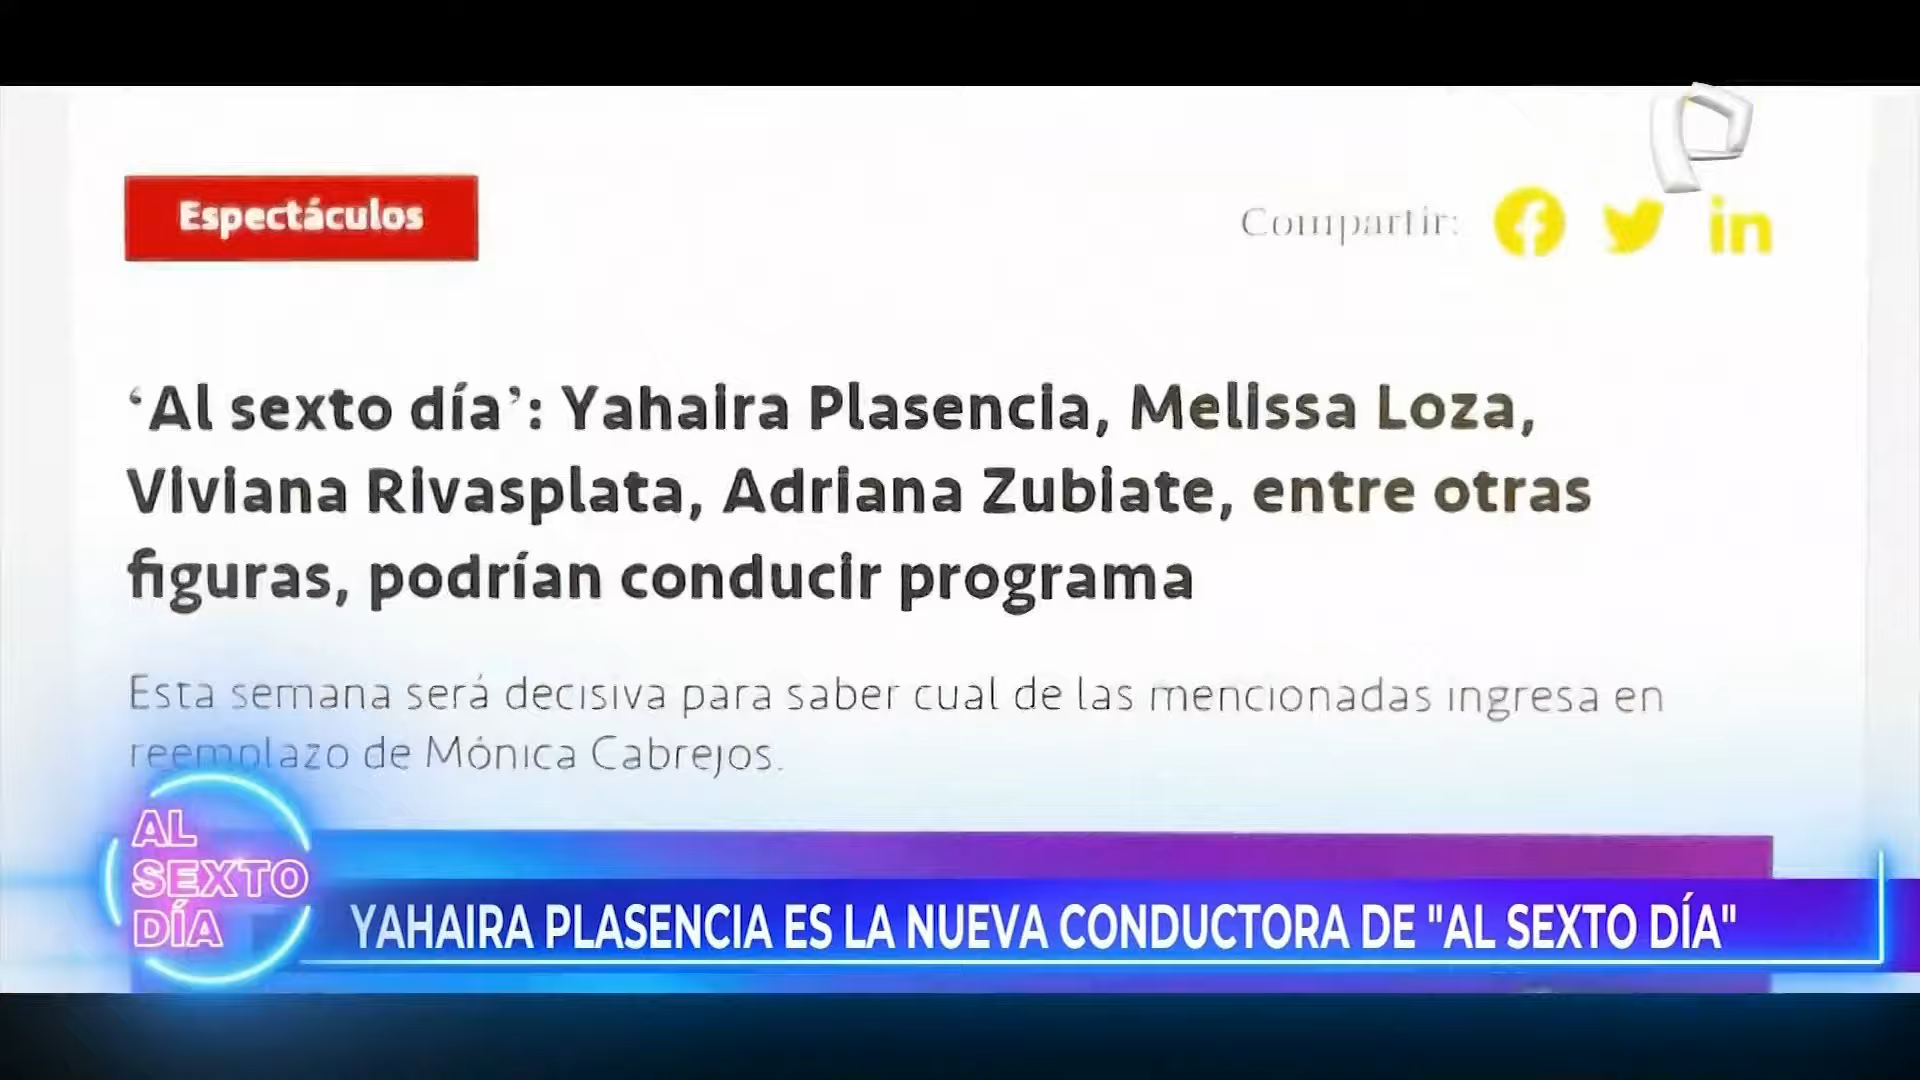 Espectáculos
Compartir:
‘Al sexto día’: Yahaira Plasencia, Melissa Loza,
Viviana Rivasplata, Adriana Zubiate, entre otras
figuras, podrían conducir programa
Esta semana será decisiva para saber cual de las mencionadas ingresa en
reemplazo de Mónica Cabrejos.
AL
SEXTO
DÍA
YAHAIRA PLASENCIA ES LA NUEVA CONDUCTORA DE "AL SEXTO DÍA"